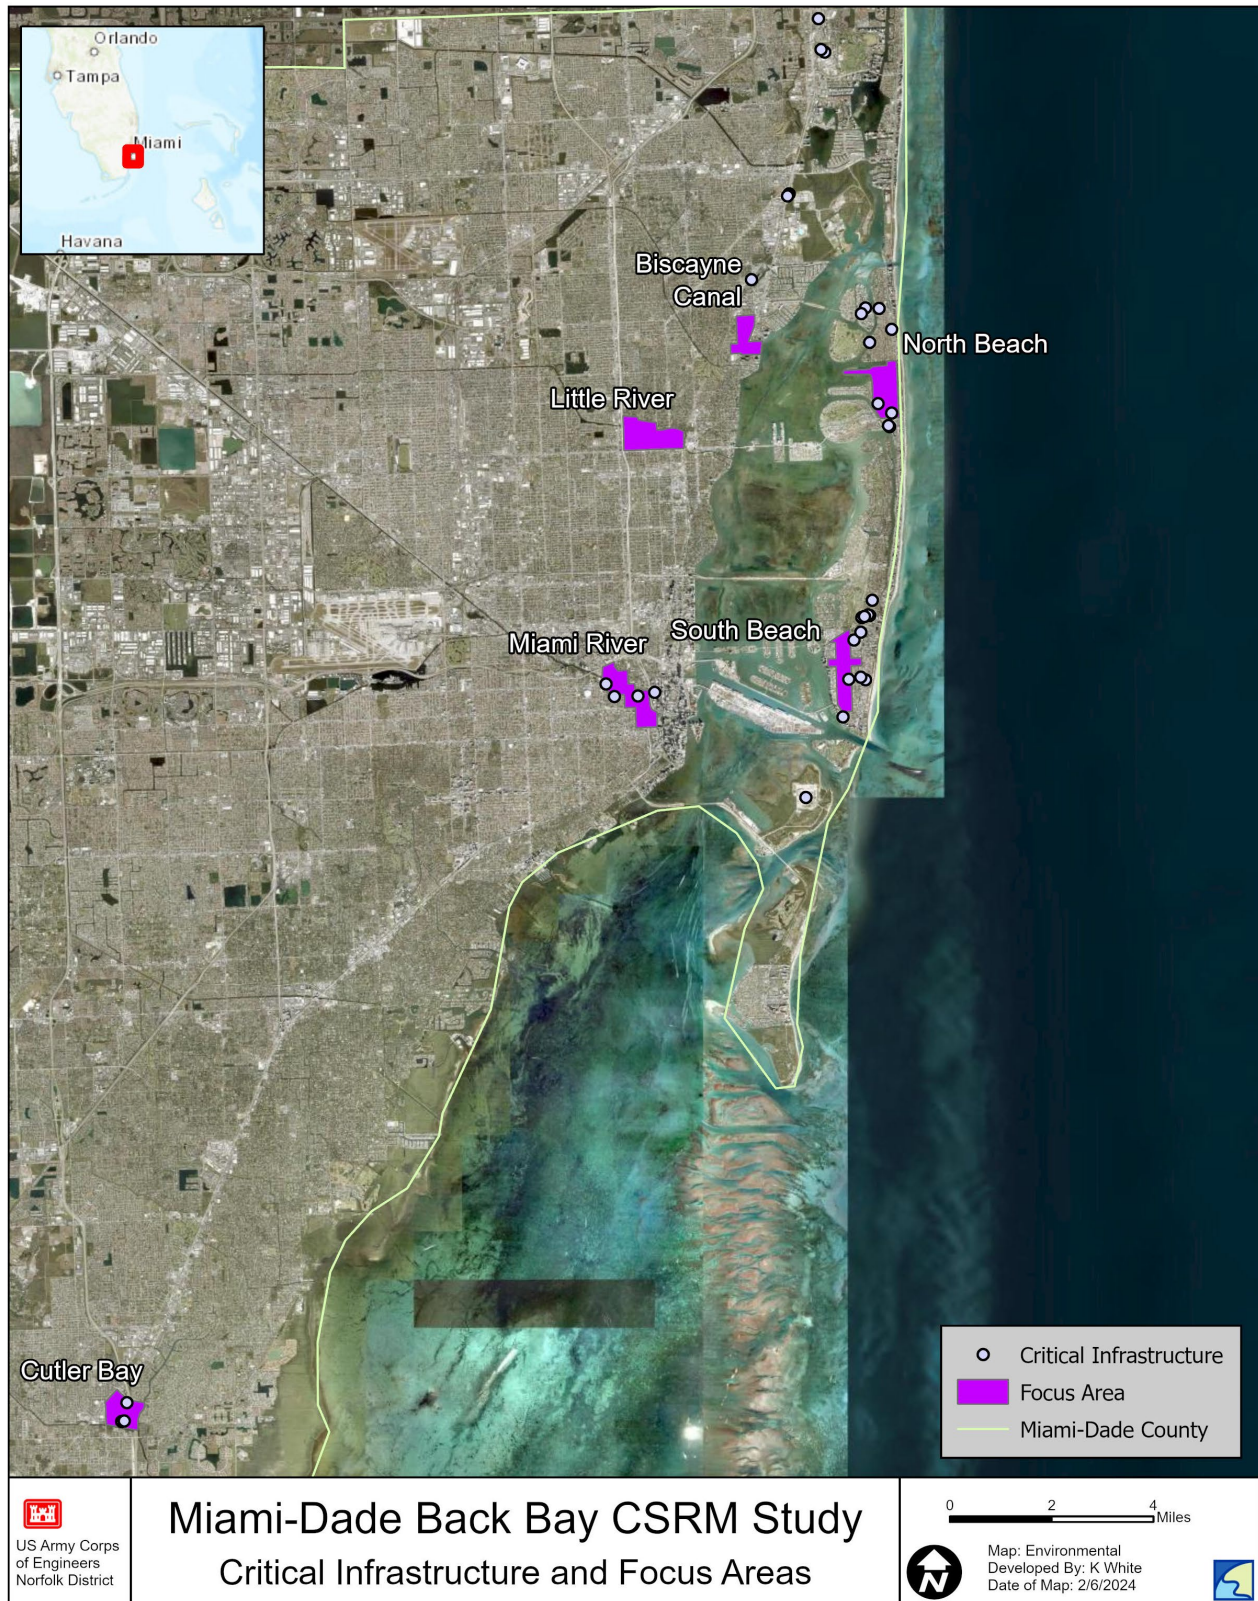 Orlando
Tampa
Miami
Havana
Biscayne
Canal
North Beach
Little River
South Beach
Miami River
Cutler Bay
Critical Infrastructure
Focus Area
Miami-Dade County
US Army Corps
of Engineers
Norfolk District
Miami-Dade Back Bay CSRM Study
Critical Infrastructure and Focus Areas
0 2 4
Miles
N
Map: Environmental
Developed By: K White
Date of Map: 2/6/2024